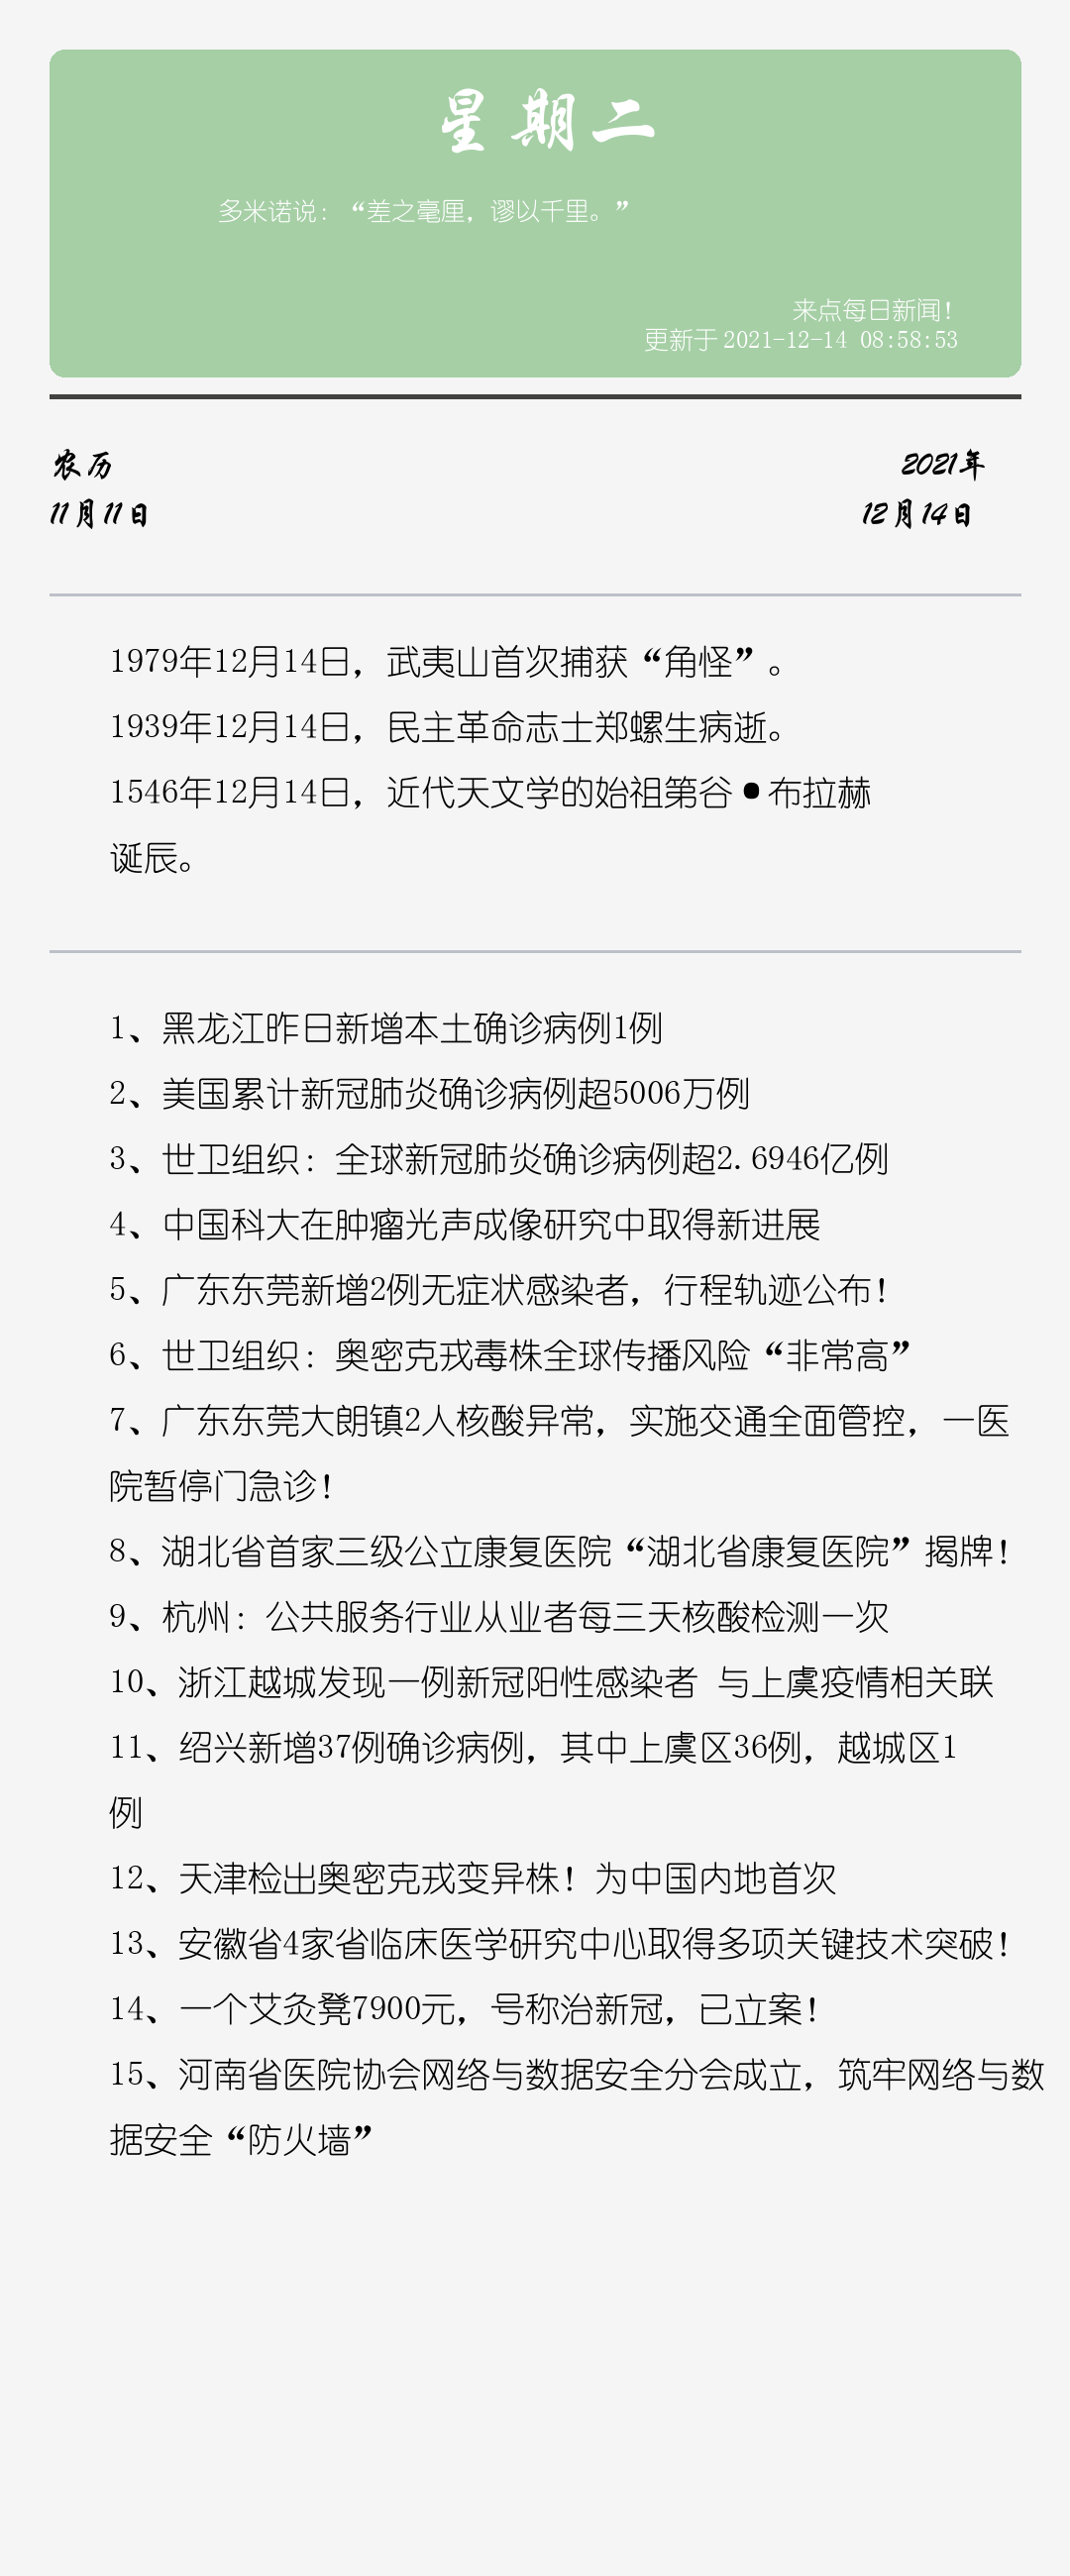 星期二
多米诺说：“差之毫厘，谬以千里。”
来点每日新闻！
更新于 2021-12-14 08:58:53
农历
2021年
11月11日
12月14日
1979年12月14日，武夷山首次捕获“角怪”。
1939年12月14日，民主革命志士郑螺生病逝。
1546年12月14日，近代天文学的始祖第谷•布拉赫
诞辰。
1、黑龙江昨日新增本土确诊病例1例
2、美国累计新冠肺炎确诊病例超5006万例
3、世卫组织：全球新冠肺炎确诊病例超2.6946亿例
4、中国科大在肿瘤光声成像研究中取得新进展
5、广东东莞新增2例无症状感染者，行程轨迹公布！
6、世卫组织：奥密克戎毒株全球传播风险“非常高”
7、广东东莞大朗镇2人核酸异常，实施交通全面管控，一医
院暂停门急诊！
8、湖北省首家三级公立康复医院“湖北省康复医院”揭牌！
9、杭州：公共服务行业从业者每三天核酸检测一次
10、浙江越城发现一例新冠阳性感染者 与上虞疫情相关联
11、绍兴新增37例确诊病例，其中上虞区36例，越城区1
例
12、天津检出奥密克戎变异株！为中国内地首次
13、安徽省4家省临床医学研究中心取得多项关键技术突破！
14、一个艾灸凳7900元，号称治新冠，已立案！
15、河南省医院协会网络与数据安全分会成立，筑牢网络与数
据安全“防火墙”